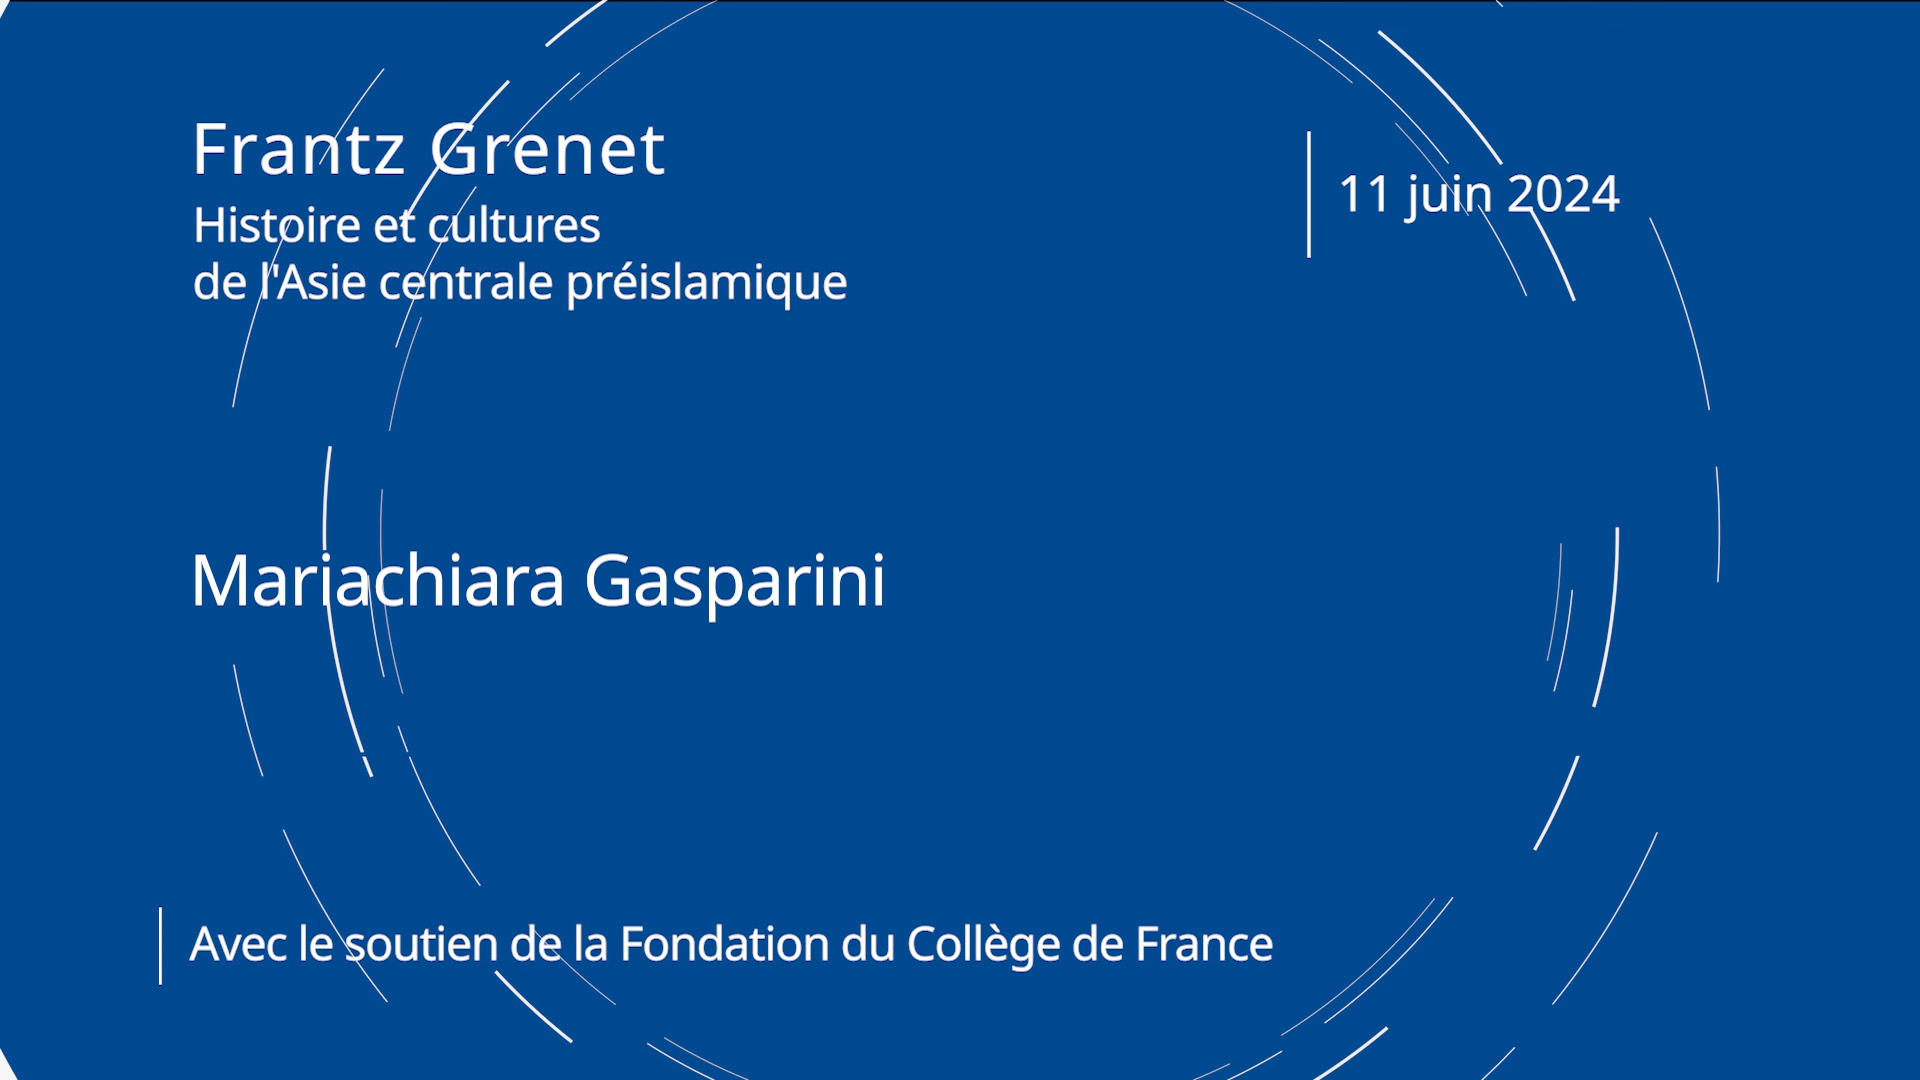 Frantz Grenet
Histoire et cultures
de l'Asie centrale préislamique
11 juin 2024
Mariachiara Gasparini
Avec le soutien de la Fondation du Collège de France